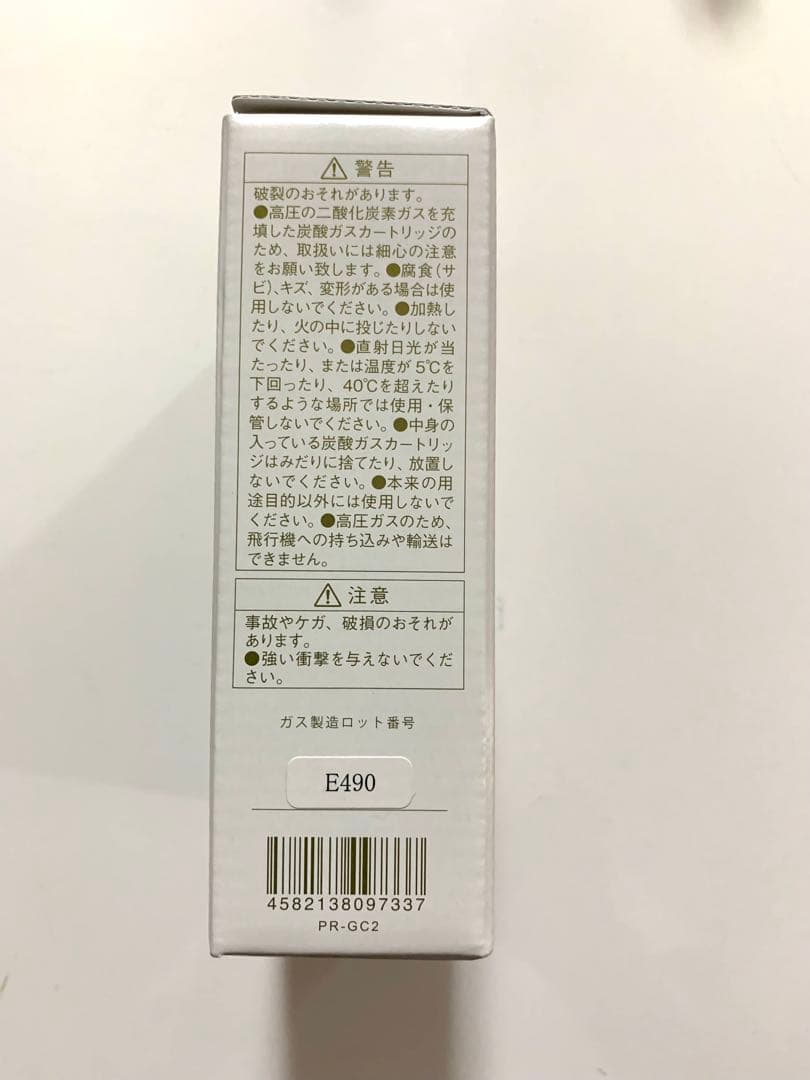 ⚠ 警告
破裂のおそれがあります。
●高圧の二酸化炭素ガスを充
填した炭酸ガスカートリッジの
ため、取扱いには細心の注意
をお願い致します。●腐食(サ
ビ)、キズ、変形がある場合は使
用しないでください。●加熱し
たり、火の中に投じたりしない
でください。●直射日光が当
たったり、または温度が5℃を
下回ったり、40℃を超えたり
するような場所では使用・保
管しないでください。●中身の
入っている炭酸ガスカートリッ
ジはみだりに捨てたり、放置し
ないでください。●本来の用
途目的以外には使用しないで
ください。●高圧ガスのため、
飛行機への持ち込みや輸送は
できません。
⚠ 注意
事故やケガ、破損のおそれが
あります。
●強い衝撃を与えないでくだ
さい。
ガス製造ロット番号
E490
4582138097337
PR-GC2